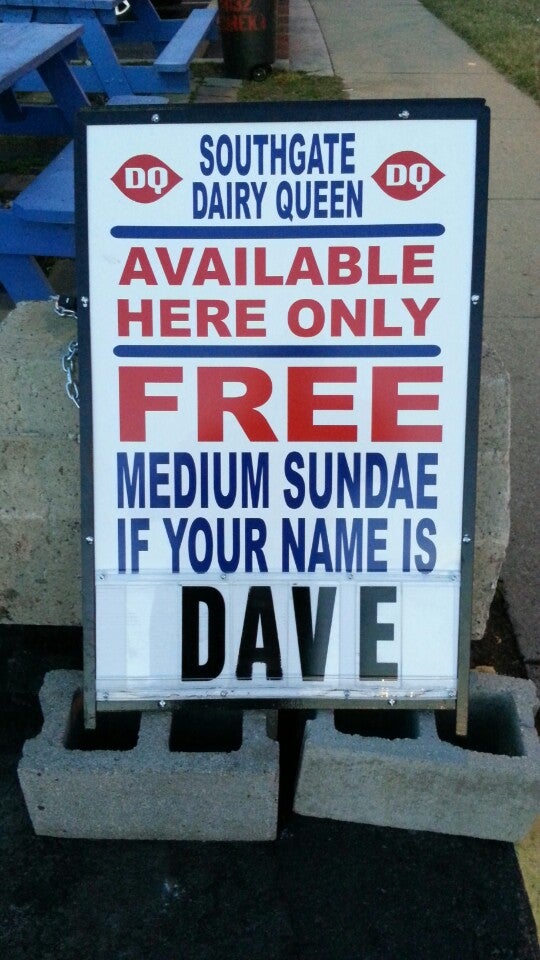 SOUTHGATE
DQ DAIRY QUEEN DQ
AVAILABLE
HERE ONLY
FREE
MEDIUM SUNDAE
IF YOUR NAME IS
DAVE